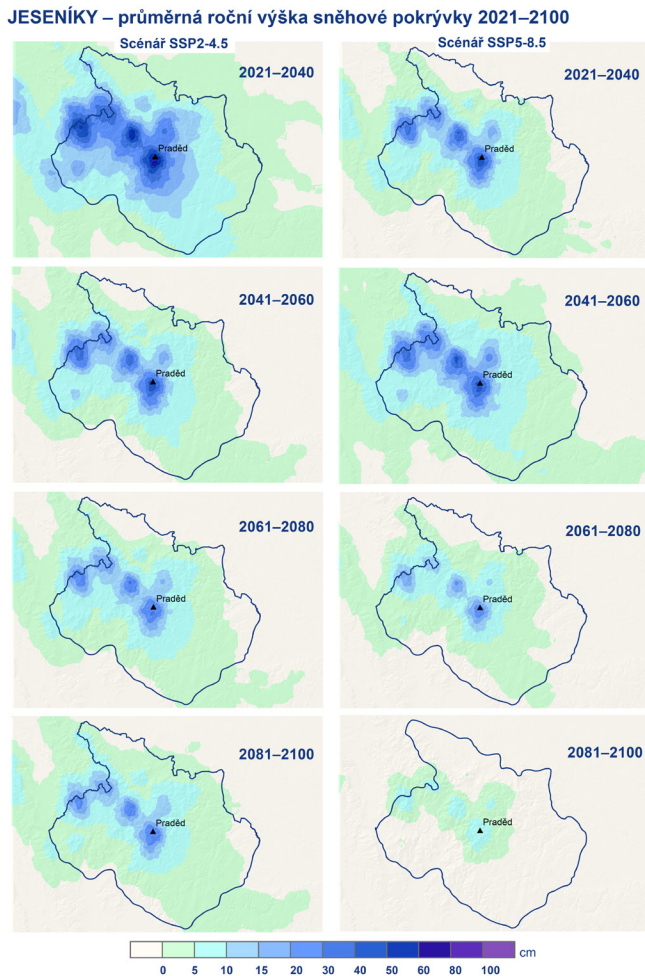 JESENÍKY – průměrná roční výška sněhové pokrývky 2021–2100
Scénář SSP2-4.5
Scénář SSP5-8.5
2021–2040
Praděd
2021–2040
Praděd
2041–2060
Praděd
2041–2060
Praděd
2061–2080
Praděd
2061–2080
Praděd
2081–2100
Praděd
2081–2100
Praděd
0 5 10 15 20 30 40 50 60 80 100 cm